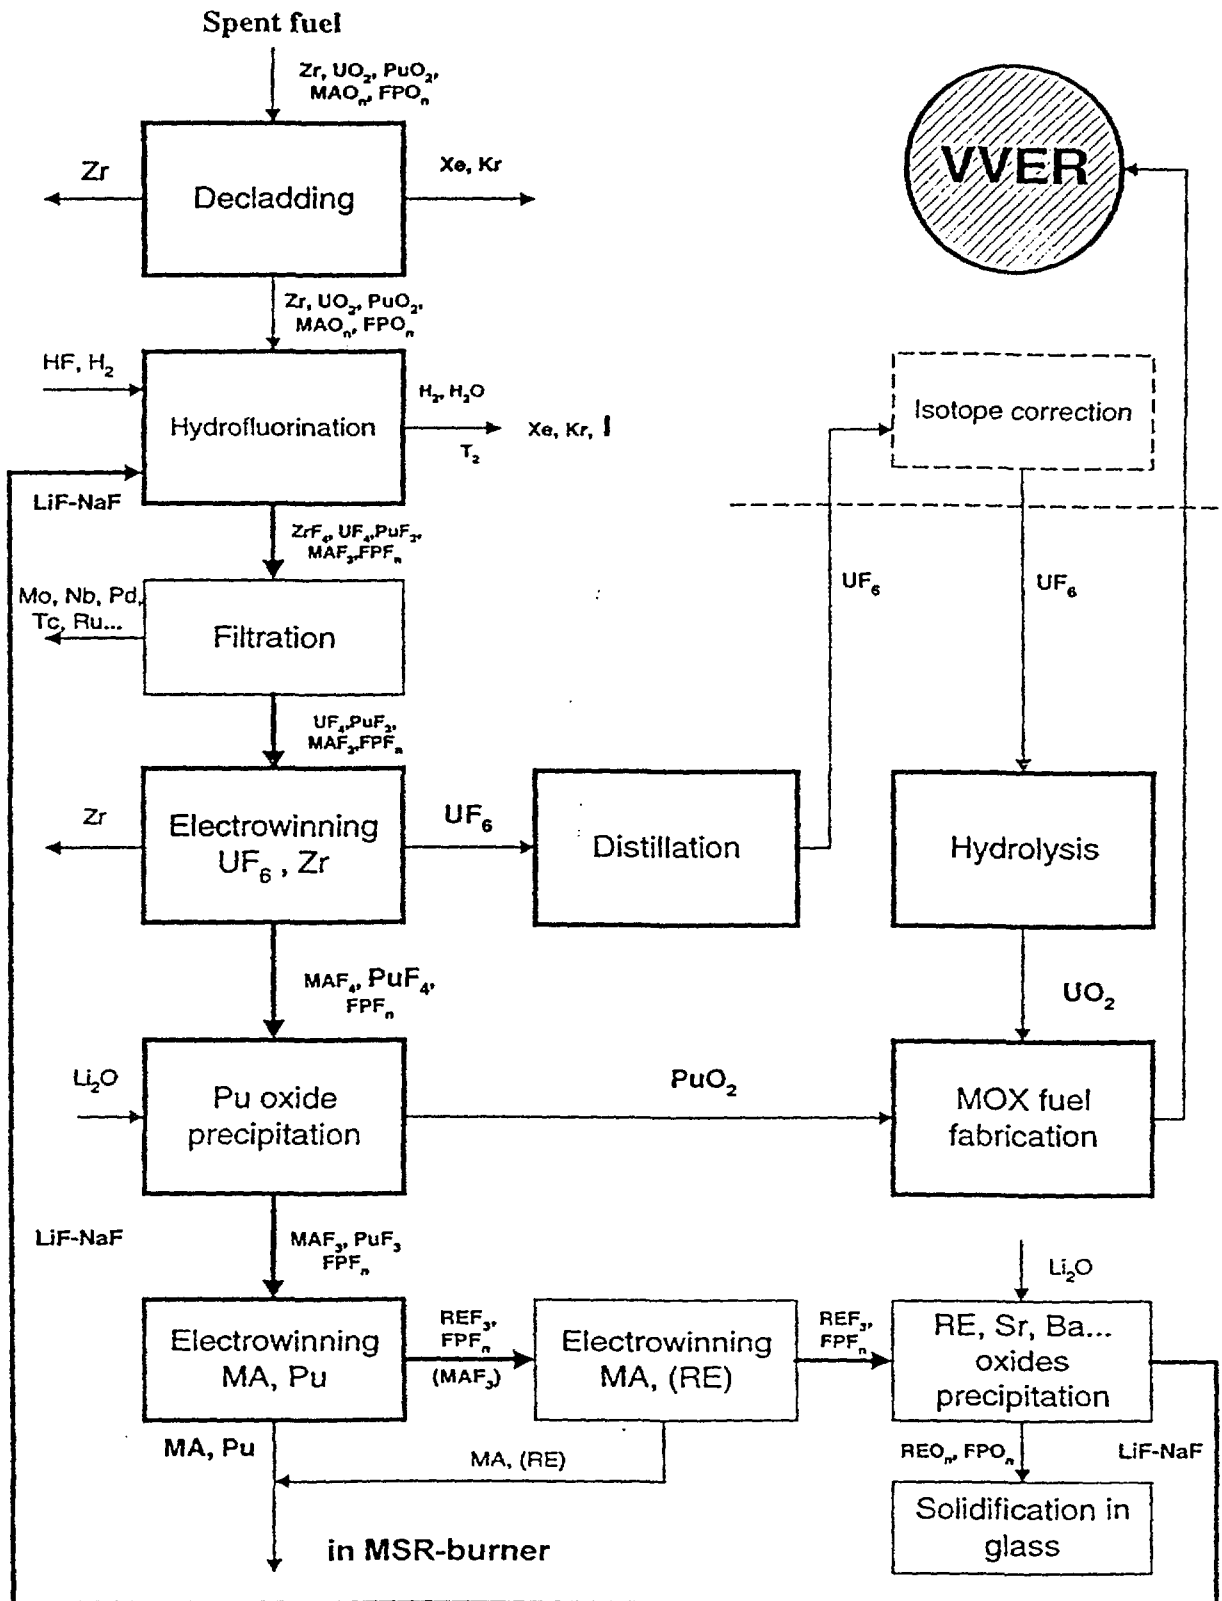 Spent fuel
Zr, UO₂, PuO₂,
MAOₙ, FPOₙ
VVER
Zr
Decladding
Xe, Kr
Zr, UO₂, PuO₂,
MAOₙ, FPOₙ
HF, H₂
Hydrofluorination
H₂, H₂O
T₂
Xe, Kr, I
Isotope correction
LiF-NaF
ZrF₄, UF₄,PuF₃,
MAF₃,FPFₙ
UF₆
UF₆
Mo, Nb, Pd,
Tc, Ru...
Filtration
UF₄,PuF₃,
MAF₃,FPFₙ
Zr
Electrowinning
UF₆ , Zr
UF₆
Distillation
Hydrolysis
MAF₄, PuF₄,
FPFₙ
UO₂
Li₂O
Pu oxide
precipitation
PuO₂
MOX fuel
fabrication
LiF-NaF
MAF₃, PuF₃
FPFₙ
Li₂O
Electrowinning
MA, Pu
REF₃,
FPFₙ
(MAF₃)
Electrowinning
MA, (RE)
REF₃,
FPFₙ
RE, Sr, Ba...
oxides
precipitation
MA, Pu
MA, (RE)
REOₙ, FPOₙ
LiF-NaF
Solidification in
glass
in MSR-burner